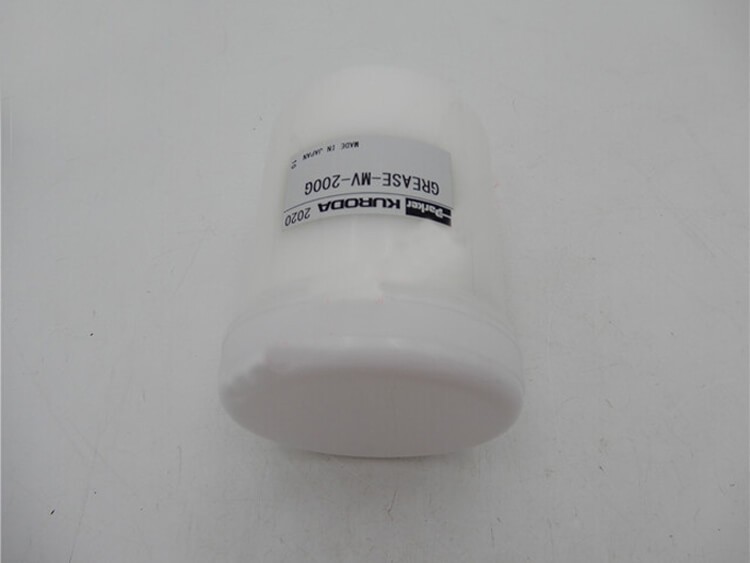 Parker KURODA 2020
GREASE-MV-200G
MADE IN JAPAN